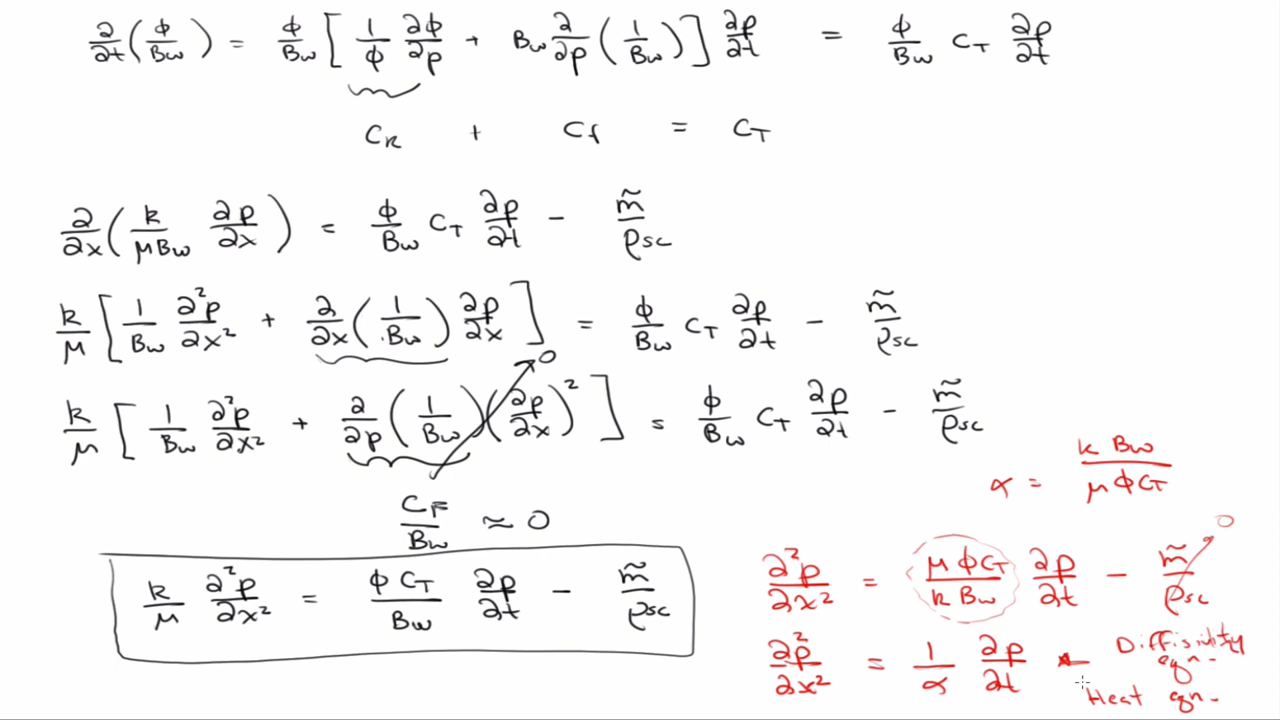 ∂/∂t (ϕ/Bw) = ϕ/Bw [ 1/ϕ ∂ϕ/∂p + Bw ∂/∂p (1/Bw) ] ∂p/∂t = ϕ/Bw CT ∂p/∂t
CR + Cf = CT
∂/∂x ( k/μBw ∂p/∂x ) = ϕ/Bw CT ∂p/∂t - m̃/ρsc
k/μ [ 1/Bw ∂²p/∂x² + ∂/∂x (1/Bw) ∂p/∂x ] = ϕ/Bw CT ∂p/∂t - m̃/ρsc
0
k/μ [ 1/Bw ∂²p/∂x² + ∂/∂p (1/Bw) (∂p/∂x)² ] = ϕ/Bw CT ∂p/∂t - m̃/ρsc
CF/Bw ≈ 0
k/μ ∂²p/∂x² = ϕ CT/Bw ∂p/∂t - m̃/ρsc
α = k Bw/μ ϕ CT
0
∂²p/∂x² = μ ϕ CT/k Bw ∂p/∂t - m̃/ρsc
∂²p/∂x² = 1/α ∂p/∂t
Diffisivity
eqn.
Heat eqn.